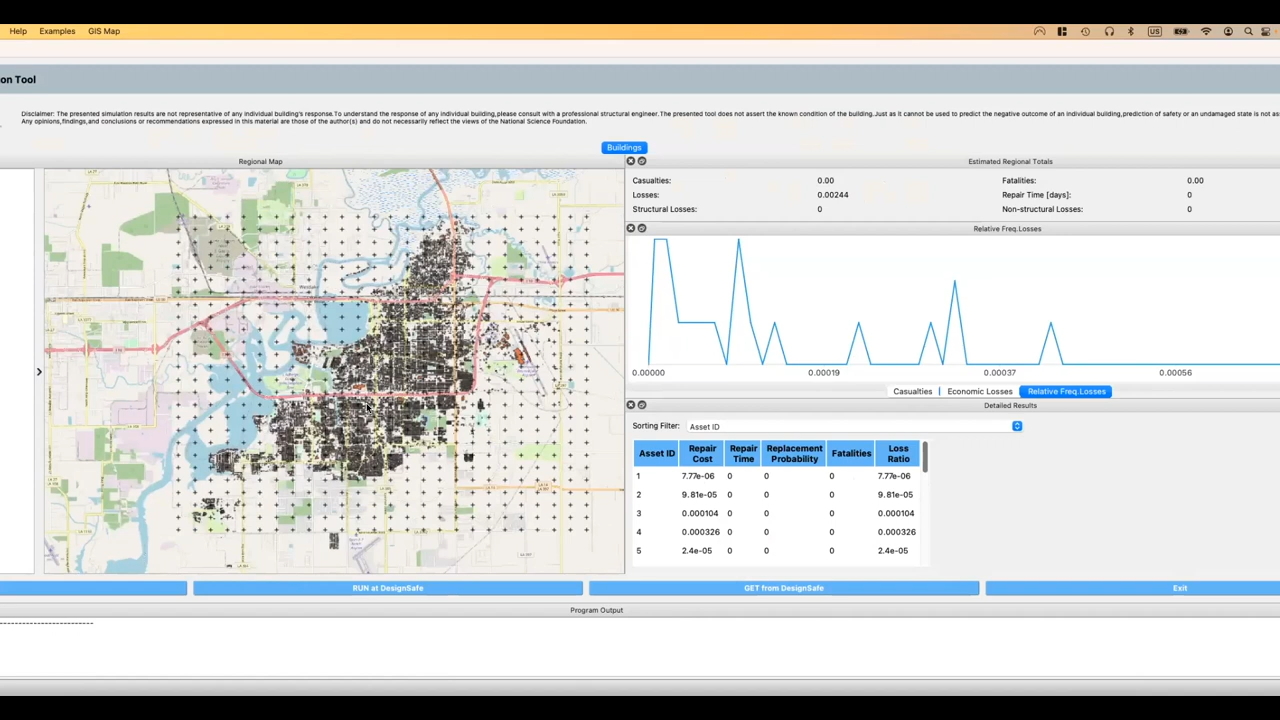 Help Examples GIS Map US
on Tool
Disclaimer: The presented simulation results are not representative of any individual building's response.To understand the response of any individual building,please consult with a professional structural engineer.The presented tool does not assert the known condition of the building.Just as it cannot be used to predict the negative outcome of an individual building,prediction of safety or an undamaged state is not as
Any opinions,findings,and conclusions or recommendations expressed in this material are those of the author(s) and do not necessarily reflect the views of the National Science Foundation.
Buildings
Regional Map
Estimated Regional Totals
Casualties: 0.00 Fatalities: 0.00
Losses: 0.00244 Repair Time [days]: 0
Structural Losses: 0 Non-structural Losses: 0
Relative Freq.Losses
0.00000 0.00019 0.00037 0.00056
Casualties Economic Losses Relative Freq.Losses
Detailed Results
Sorting Filter: Asset ID
Asset ID Repair Cost Repair Time Replacement Probability Fatalities Loss Ratio
1 7.77e-06 0 0 0 7.77e-06
2 9.81e-05 0 0 0 9.81e-05
3 0.000104 0 0 0 0.000104
4 0.000326 0 0 0 0.000326
5 2.4e-05 0 0 0 2.4e-05
RUN at DesignSafe GET from DesignSafe Exit
Program Output
-------------------------